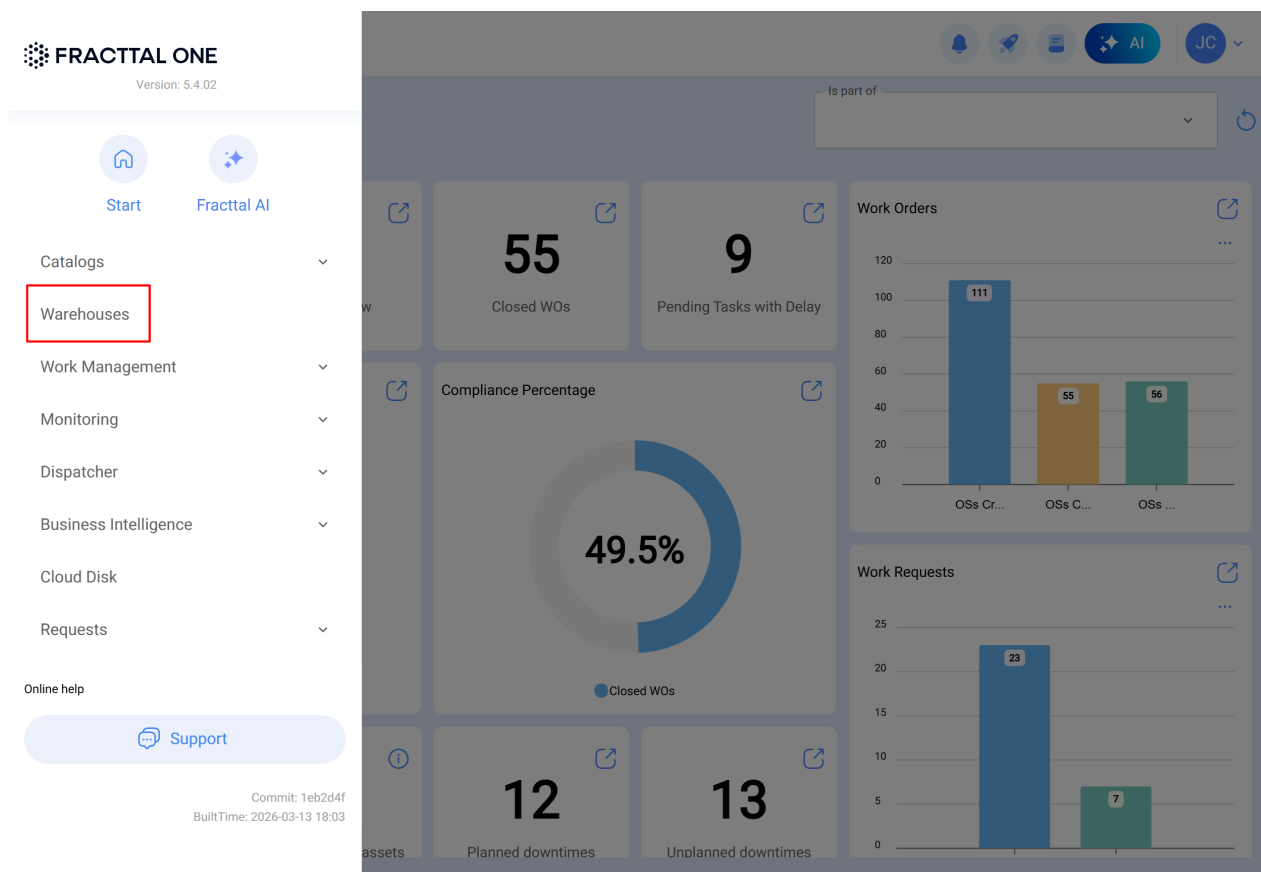 FRACTTAL ONE
Version: 5.4.02
Start
Fracttal AI
Catalogs
Warehouses
Work Management
Monitoring
Dispatcher
Business Intelligence
Cloud Disk
Requests
Online help
Support
Commit: 1eb2d4f
BuiltTime: 2026-03-13 18:03
AI
JC
Is part of
w
55
Closed WOs
9
Pending Tasks with Delay
Work Orders
...
120
100
80
60
40
20
0
111
55
56
OSs Cr...
OSs C...
OSs ...
Compliance Percentage
49.5%
Closed WOs
Work Requests
...
25
20
15
10
5
0
23
7
assets
12
Planned downtimes
13
Unplanned downtimes